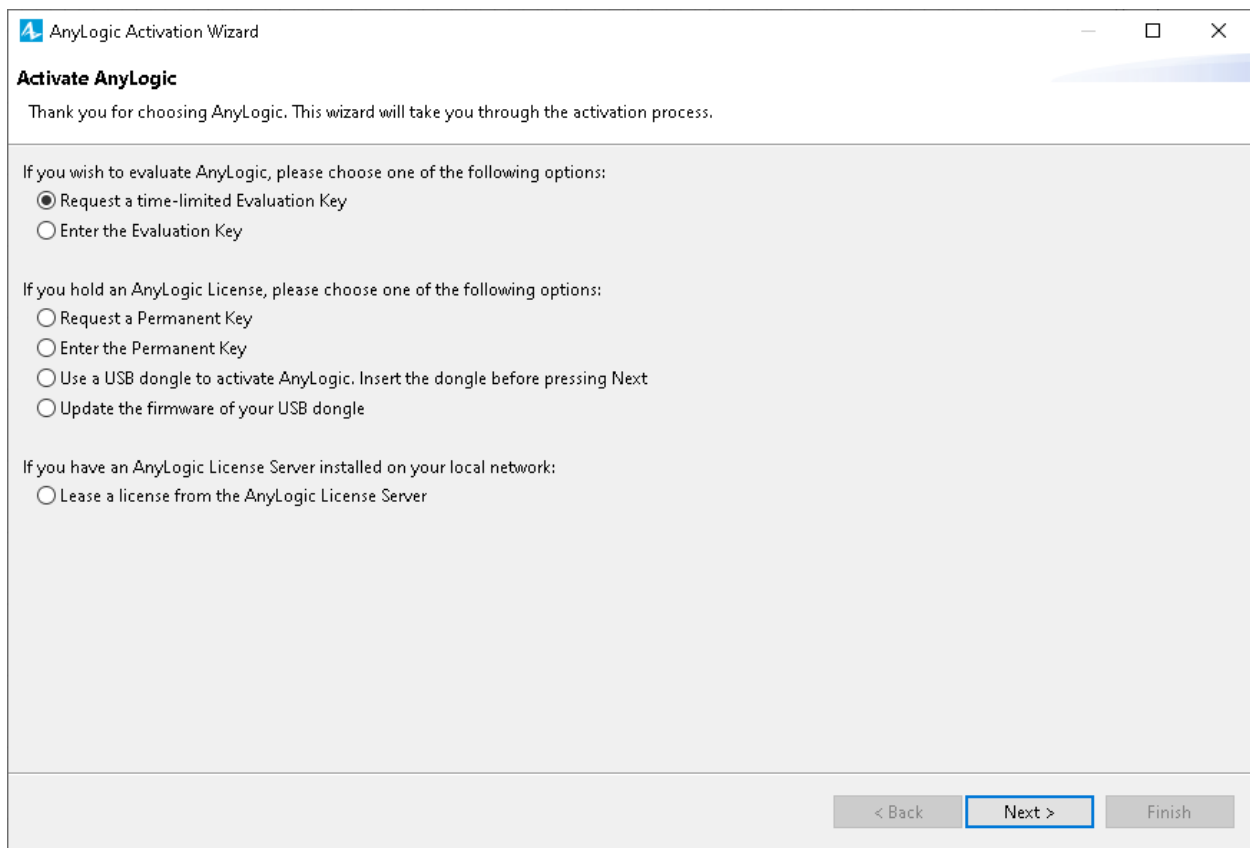 AnyLogic Activation Wizard
Activate AnyLogic
Thank you for choosing AnyLogic. This wizard will take you through the activation process.
If you wish to evaluate AnyLogic, please choose one of the following options:
Request a time-limited Evaluation Key
Enter the Evaluation Key
If you hold an AnyLogic License, please choose one of the following options:
Request a Permanent Key
Enter the Permanent Key
Use a USB dongle to activate AnyLogic. Insert the dongle before pressing Next
Update the firmware of your USB dongle
If you have an AnyLogic License Server installed on your local network:
Lease a license from the AnyLogic License Server
< Back Next > Finish